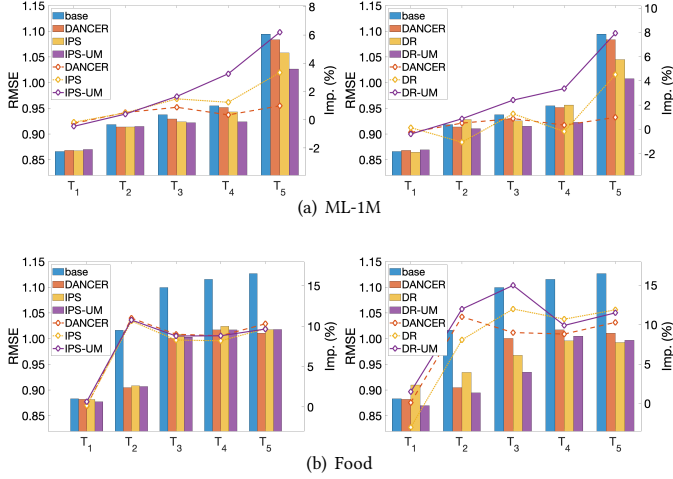 1.15
1.10
1.05
1.00
0.95
0.90
0.85
RMSE
base
DANCER
IPS
IPS-UM
DANCER
IPS
IPS-UM
8
6
4
2
0
-2
Imp. (%)
T1 T2 T3 T4 T5
1.15
1.10
1.05
1.00
0.95
0.90
0.85
RMSE
base
DANCER
DR
DR-UM
DANCER
DR
DR-UM
10
8
6
4
2
0
-2
Imp. (%)
T1 T2 T3 T4 T5
(a) ML-1M
1.15
1.10
1.05
1.00
0.95
0.90
0.85
RMSE
base
DANCER
IPS
IPS-UM
DANCER
IPS
IPS-UM
15
10
5
0
Imp. (%)
T1 T2 T3 T4 T5
1.15
1.10
1.05
1.00
0.95
0.90
0.85
RMSE
base
DANCER
DR
DR-UM
DANCER
DR
DR-UM
15
10
5
0
Imp. (%)
T1 T2 T3 T4 T5
(b) Food